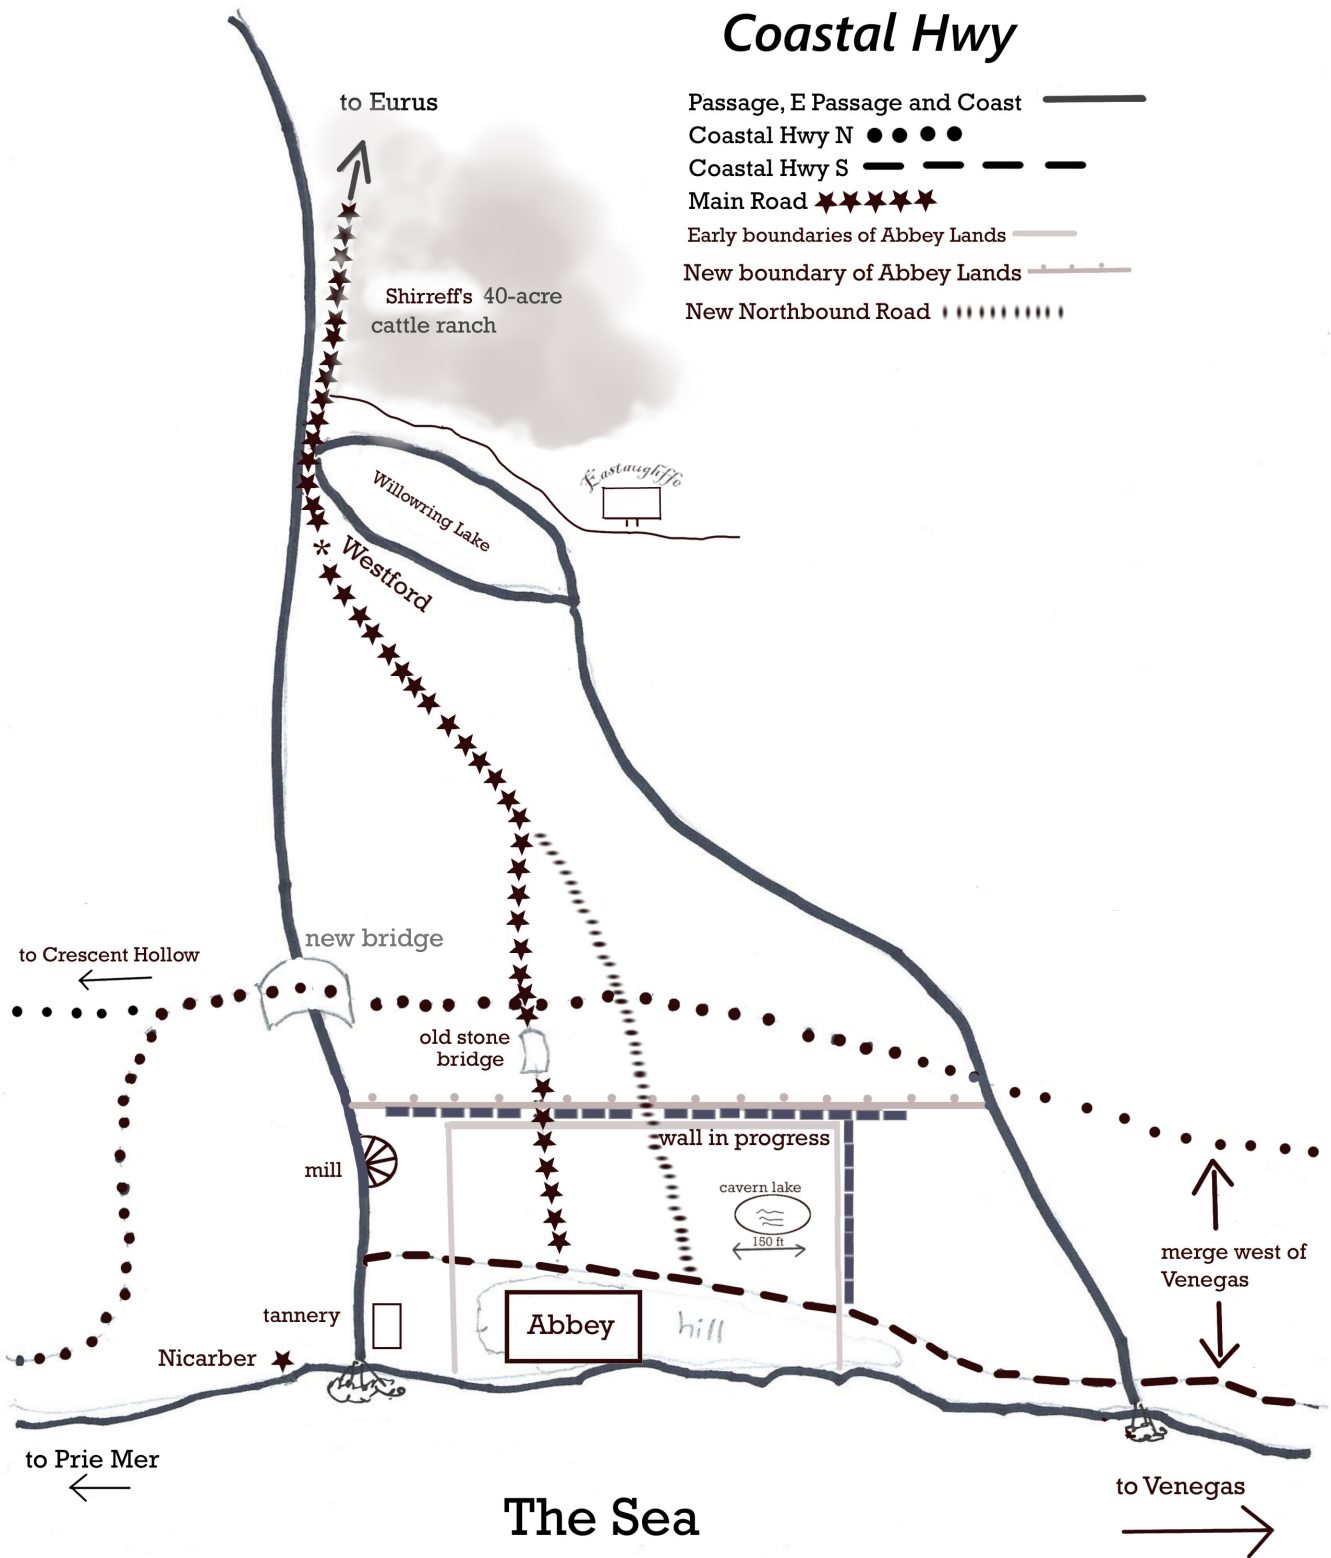 Coastal Hwy
Passage, E Passage and Coast
Coastal Hwy N
Coastal Hwy S
Main Road
Early boundaries of Abbey Lands
New boundary of Abbey Lands
New Northbound Road
to Eurus
Shirreff's 40-acre
cattle ranch
Eastaughffe
Willowring Lake
* Westford
new bridge
to Crescent Hollow
old stone
bridge
wall in progress
mill
cavern lake
150 ft
merge west of
Venegas
tannery
Abbey
hill
Nicarber
to Prie Mer
to Venegas
The Sea